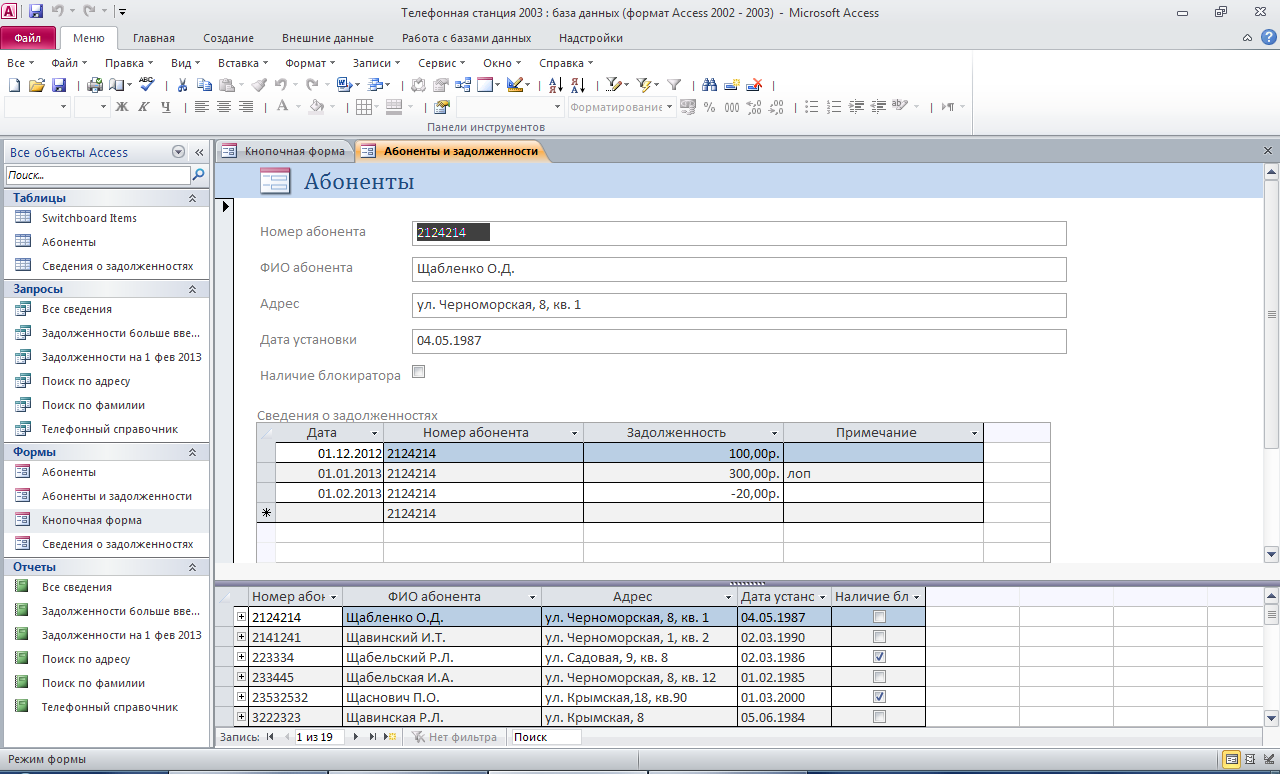 Телефонная станция 2003 : база данных (формат Access 2002 - 2003) - Microsoft Access
Файл Меню Главная Создание Внешние данные Работа с базами данных Надстройки
Все Файл Правка Вид Вставка Формат Записи Сервис Окно Справка
Ж К Ч А Форматирование % 000
Панели инструментов
Все объекты Access
Поиск...
Таблицы
Switchboard Items
Абоненты
Сведения о задолженностях
Запросы
Все сведения
Задолженности больше вве...
Задолженности на 1 фев 2013
Поиск по адресу
Поиск по фамилии
Телефонный справочник
Формы
Абоненты
Абоненты и задолженности
Кнопочная форма
Сведения о задолженностях
Отчеты
Все сведения
Задолженности больше вве...
Задолженности на 1 фев 2013
Поиск по адресу
Поиск по фамилии
Телефонный справочник
Кнопочная форма Абоненты и задолженности
Абоненты
Номер абонента 2124214
ФИО абонента Щабленко О.Д.
Адрес ул. Черноморская, 8, кв. 1
Дата установки 04.05.1987
Наличие блокиратора
Сведения о задолженностях
Дата Номер абонента Задолженность Примечание
01.12.2012 2124214 100,00р.
01.01.2013 2124214 300,00р. лоп
01.02.2013 2124214 -20,00р.
2124214
Номер абон ФИО абонента Адрес Дата устанс Наличие бл
2124214 Щабленко О.Д. ул. Черноморская, 8, кв. 1 04.05.1987
2141241 Щавинский И.Т. ул. Черноморская, 1, кв. 2 02.03.1990
223334 Щабельский Р.Л. ул. Садовая, 9, кв. 8 02.03.1986
233445 Щабельская И.А. ул. Черноморская, 8, кв. 12 01.02.1985
23532532 Щаснович П.О. ул. Крымская,18, кв.90 01.03.2000
3222323 Щавинская Р.Л. ул. Крымская, 8 05.06.1984
Запись: 1 из 19 Нет фильтра Поиск
Режим формы